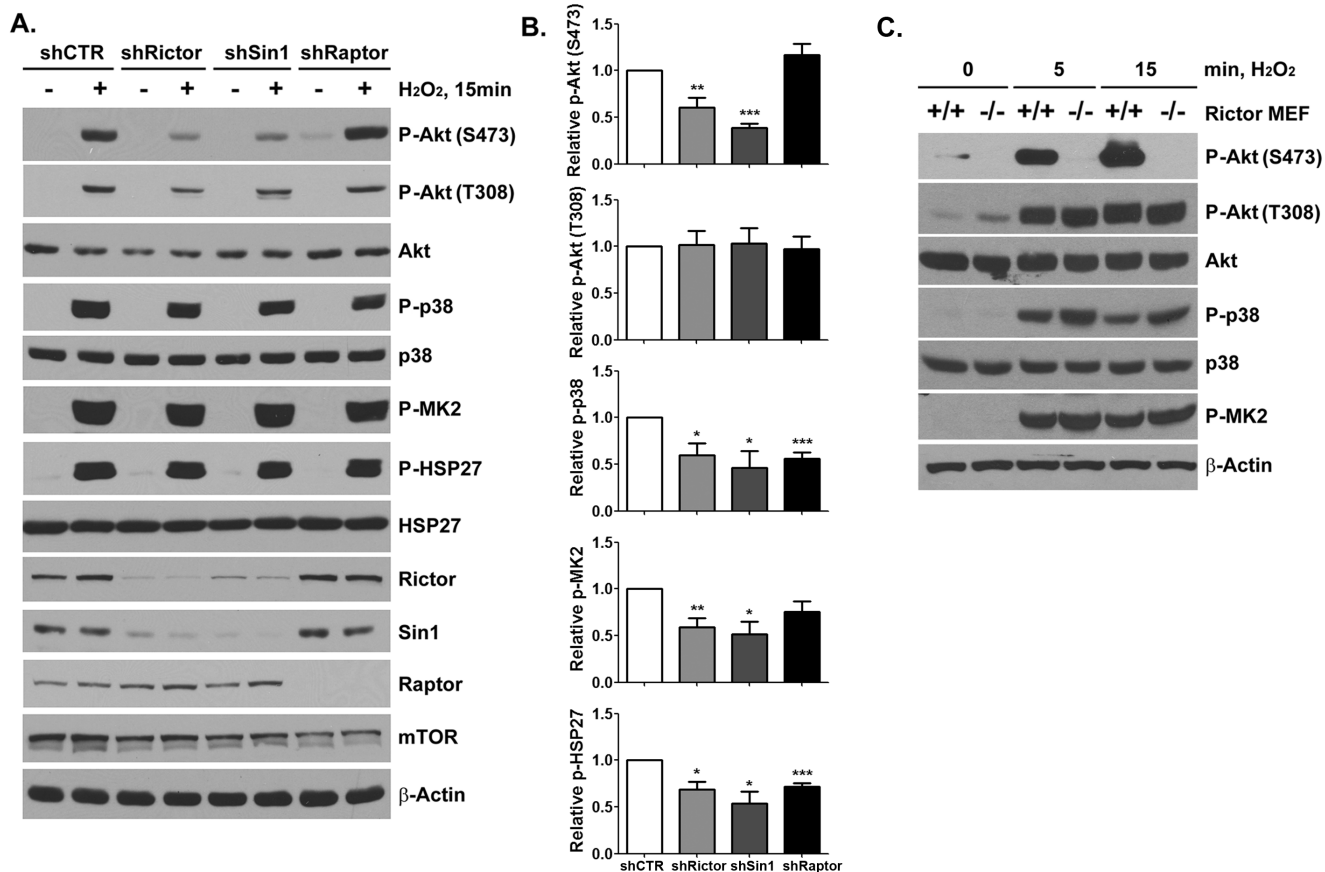 A.
shCTR shRictor shSin1 shRaptor
- + - + - + - + H₂O₂, 15min
P-Akt (S473)
P-Akt (T308)
Akt
P-p38
p38
P-MK2
P-HSP27
HSP27
Rictor
Sin1
Raptor
mTOR
β-Actin
B.
Relative p-Akt (S473)
1.5
1.0
0.5
0.0
**
***
Relative p-Akt (T308)
1.5
1.0
0.5
0.0
Relative p-p38
1.5
1.0
0.5
0.0
*
*
***
Relative p-MK2
1.5
1.0
0.5
0.0
**
*
Relative p-HSP27
1.5
1.0
0.5
0.0
*
*
***
shCTR shRictor shSin1 shRaptor
C.
0 5 15 min, H₂O₂
+/+ -/- +/+ -/- +/+ -/- Rictor MEF
P-Akt (S473)
P-Akt (T308)
Akt
P-p38
p38
P-MK2
β-Actin